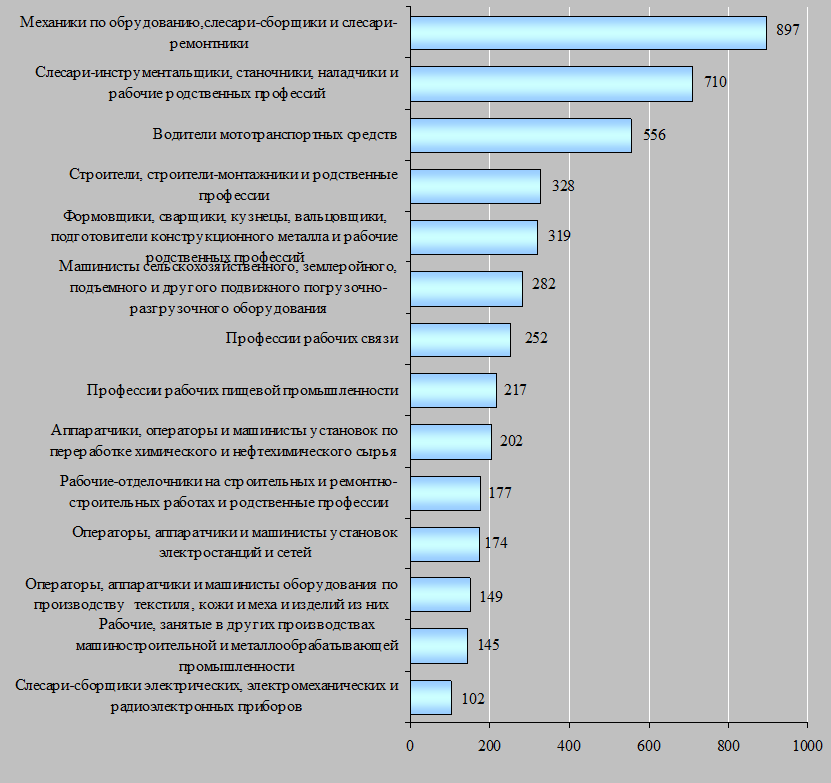 Механики по обрудованию,слесари-сборщики и слесари-
ремонтники
897
Слесари-инструментальщики, станочники, наладчики и
рабочие родственных профессий
710
Водители мототранспортных средств
556
Строители, строители-монтажники и родственные
профессии
328
Формовщики, сварщики, кузнецы, вальцовщики,
подготовители конструкционного металла и рабочие
родственных профессий
319
Машинисты сельскохозяйственного, землеройного,
подъемного и другого подвижного погрузочно-
разгрузочного оборудования
282
Профессии рабочих связи
252
Профессии рабочих пищевой промышленности
217
Аппаратчики, операторы и машинисты установок по
переработке химического и нефтехимического сырья
202
Рабочие-отделочники на строительных и ремонтно-
строительных работах и родственные профессии
177
Операторы, аппаратчики и машинисты установок
электростанций и сетей
174
Операторы, аппаратчики и машинисты оборудования по
производству текстиля, кожи и меха и изделий из них
149
Рабочие, занятые в других производствах
машиностроительной и металлообрабатывающей
промышленности
145
Слесари-сборщики электрических, электромеханических и
радиоэлектронных приборов
102
0 200 400 600 800 1000